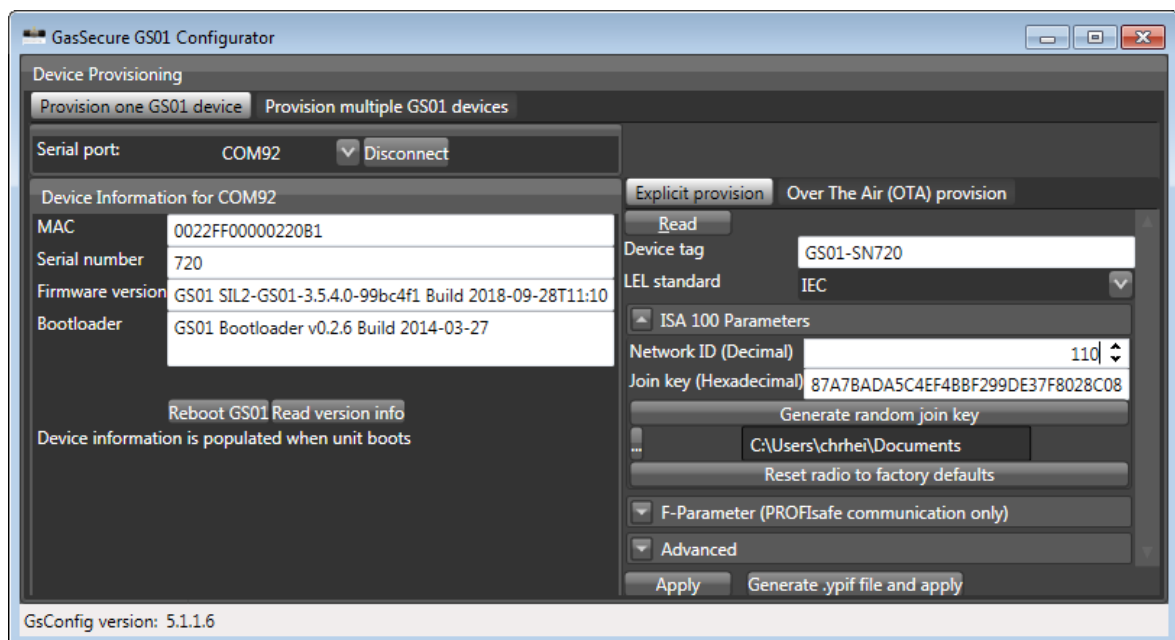 GasSecure GS01 Configurator
Device Provisioning
Provision one GS01 device Provision multiple GS01 devices
Serial port: COM92 Disconnect
Device Information for COM92
MAC 0022FF00000220B1
Serial number 720
Firmware version GS01 SIL2-GS01-3.5.4.0-99bc4f1 Build 2018-09-28T11:10
Bootloader GS01 Bootloader v0.2.6 Build 2014-03-27
Reboot GS01 Read version info
Device information is populated when unit boots
Explicit provision Over The Air (OTA) provision
Read
Device tag GS01-SN720
LEL standard IEC
ISA 100 Parameters
Network ID (Decimal) 110
Join key (Hexadecimal) 87A7BADA5C4EF4BBF299DE37F8028C08
Generate random join key
... C:\Users\chrhei\Documents
Reset radio to factory defaults
F-Parameter (PROFIsafe communication only)
Advanced
Apply Generate .ypif file and apply
GsConfig version: 5.1.1.6